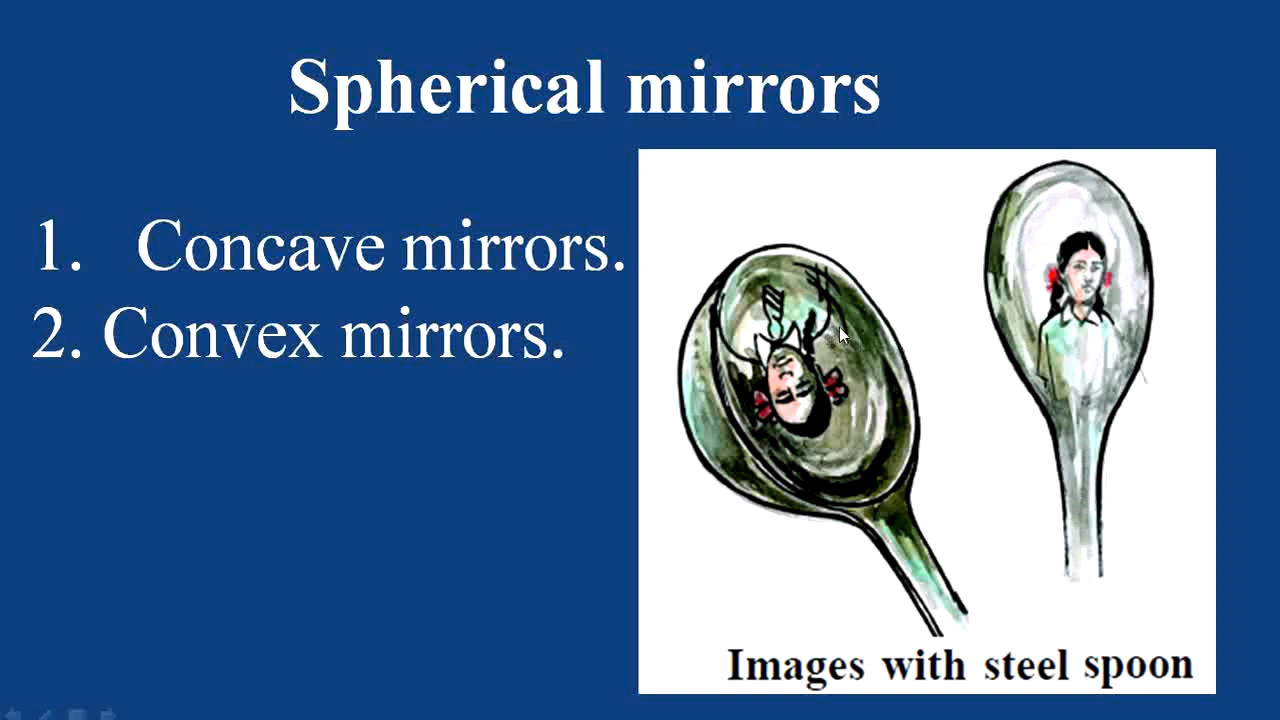 Spherical mirrors
1. Concave mirrors.
2. Convex mirrors.
Images with steel spoon